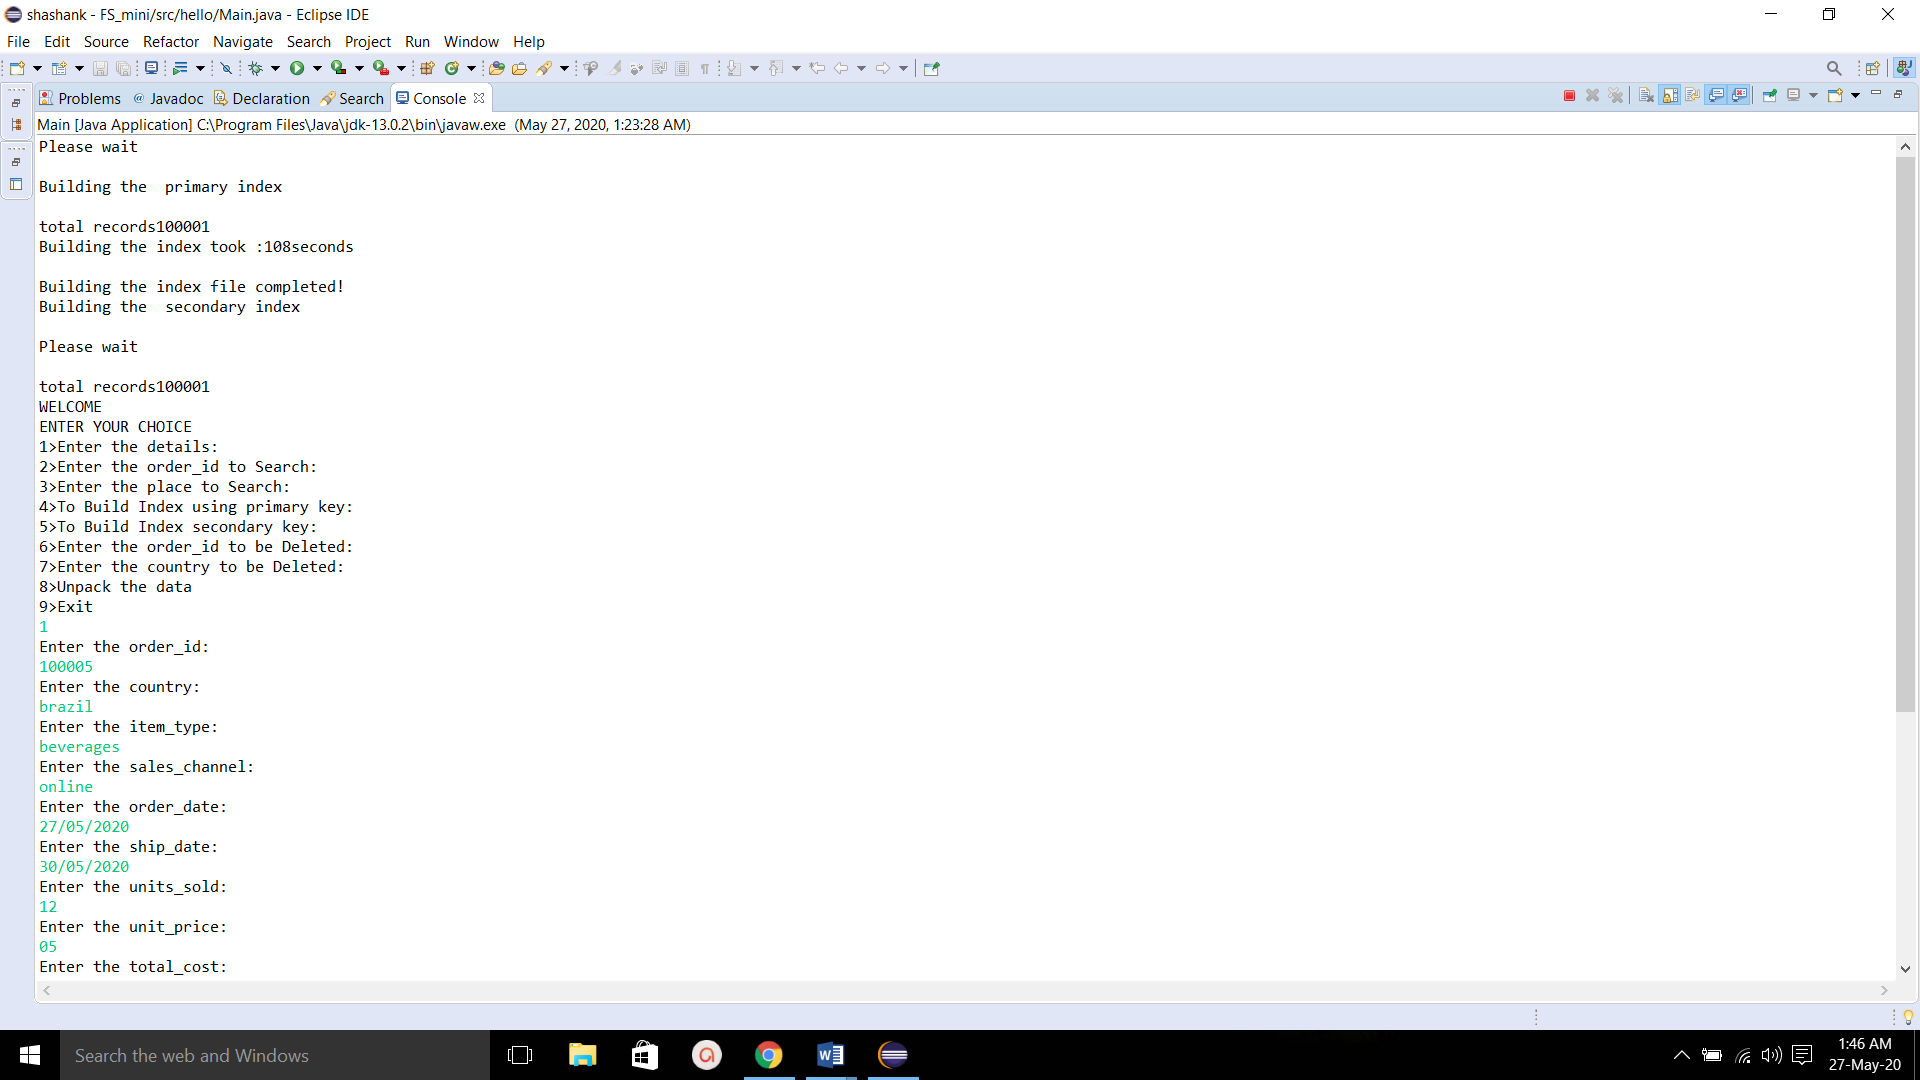 shashank - FS_mini/src/hello/Main.java - Eclipse IDE
File Edit Source Refactor Navigate Search Project Run Window Help
Problems @ Javadoc Declaration Search Console
Main [Java Application] C:\Program Files\Java\jdk-13.0.2\bin\javaw.exe (May 27, 2020, 1:23:28 AM)
Please wait
Building the  primary index
total records100001
Building the index took :108seconds
Building the index file completed!
Building the  secondary index
Please wait
total records100001
WELCOME
ENTER YOUR CHOICE
1>Enter the details:
2>Enter the order_id to Search:
3>Enter the place to Search:
4>To Build Index using primary key:
5>To Build Index secondary key:
6>Enter the order_id to be Deleted:
7>Enter the country to be Deleted:
8>Unpack the data
9>Exit
1
Enter the order_id:
100005
Enter the country:
brazil
Enter the item_type:
beverages
Enter the sales_channel:
online
Enter the order_date:
27/05/2020
Enter the ship_date:
30/05/2020
Enter the units_sold:
12
Enter the unit_price:
05
Enter the total_cost:
Search the web and Windows
1:46 AM
27-May-20